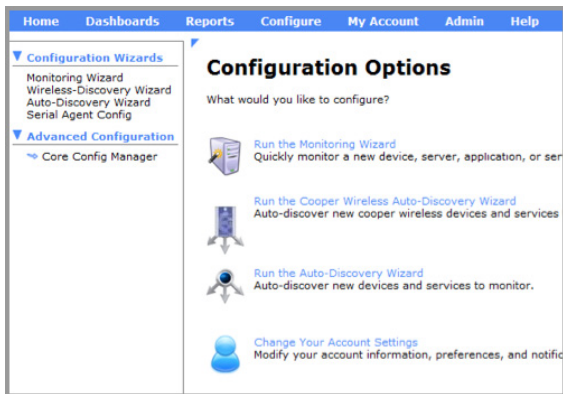 Home Dashboards Reports Configure My Account Admin Help
Configuration Wizards
Monitoring Wizard
Wireless-Discovery Wizard
Auto-Discovery Wizard
Serial Agent Config
Advanced Configuration
Core Config Manager
Configuration Options
What would you like to configure?
Run the Monitoring Wizard
Quickly monitor a new device, server, application, or ser
Run the Cooper Wireless Auto-Discovery Wizard
Auto-discover new cooper wireless devices and services
Run the Auto-Discovery Wizard
Auto-discover new devices and services to monitor.
Change Your Account Settings
Modify your account information, preferences, and notific